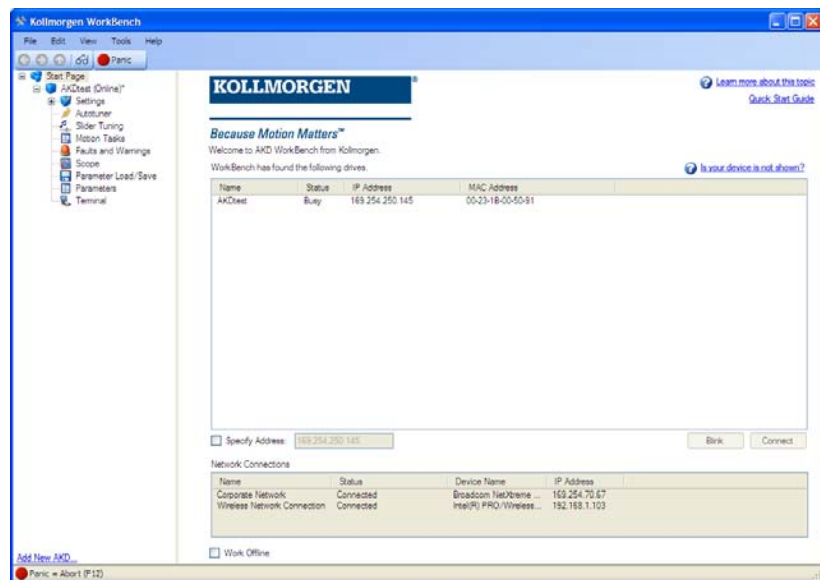 Kollmorgen WorkBench
File Edit View Tools Help
Panic
Start Page
AKDtest (Online)*
Settings
Autotuner
Slider Tuning
Motion Tasks
Faults and Warnings
Scope
Parameter Load/Save
Parameters
Terminal
Add New AKD...
KOLLMORGEN ®
Because Motion Matters™
Welcome to AKD WorkBench from Kollmorgen.
WorkBench has found the following drives.
Learn more about this topic
Quick Start Guide
Is your device is not shown?
Name Status IP Address MAC Address
AKDtest Busy 169.254.250.145 00-23-1B-00-50-91
Specify Address: 169.254.250.145 Blink Connect
Network Connections
Name Status Device Name IP Address
Corporate Network Connected Broadcom NetXtreme ... 169.254.70.67
Wireless Network Connection Connected Intel(R) PRO/Wireless... 192.168.1.103
Work Offline
Panic = Abort (F12)